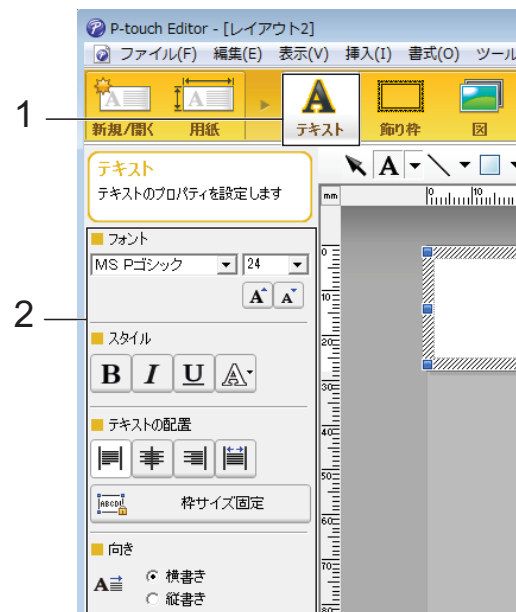 P-touch Editor - [レイアウト2]
ファイル(F) 編集(E) 表示(V) 挿入(I) 書式(O) ツール
1
新規/開く 用紙 テキスト 飾り枠 図
テキスト
テキストのプロパティを設定します
A
mm 0 10
2
フォント
MS Pゴシック 24
A A
スタイル
B I U A
テキストの配置
ABCD 枠サイズ固定
向き
A 横書き
縦書き
0
10
20
30
40
50
60
70
80